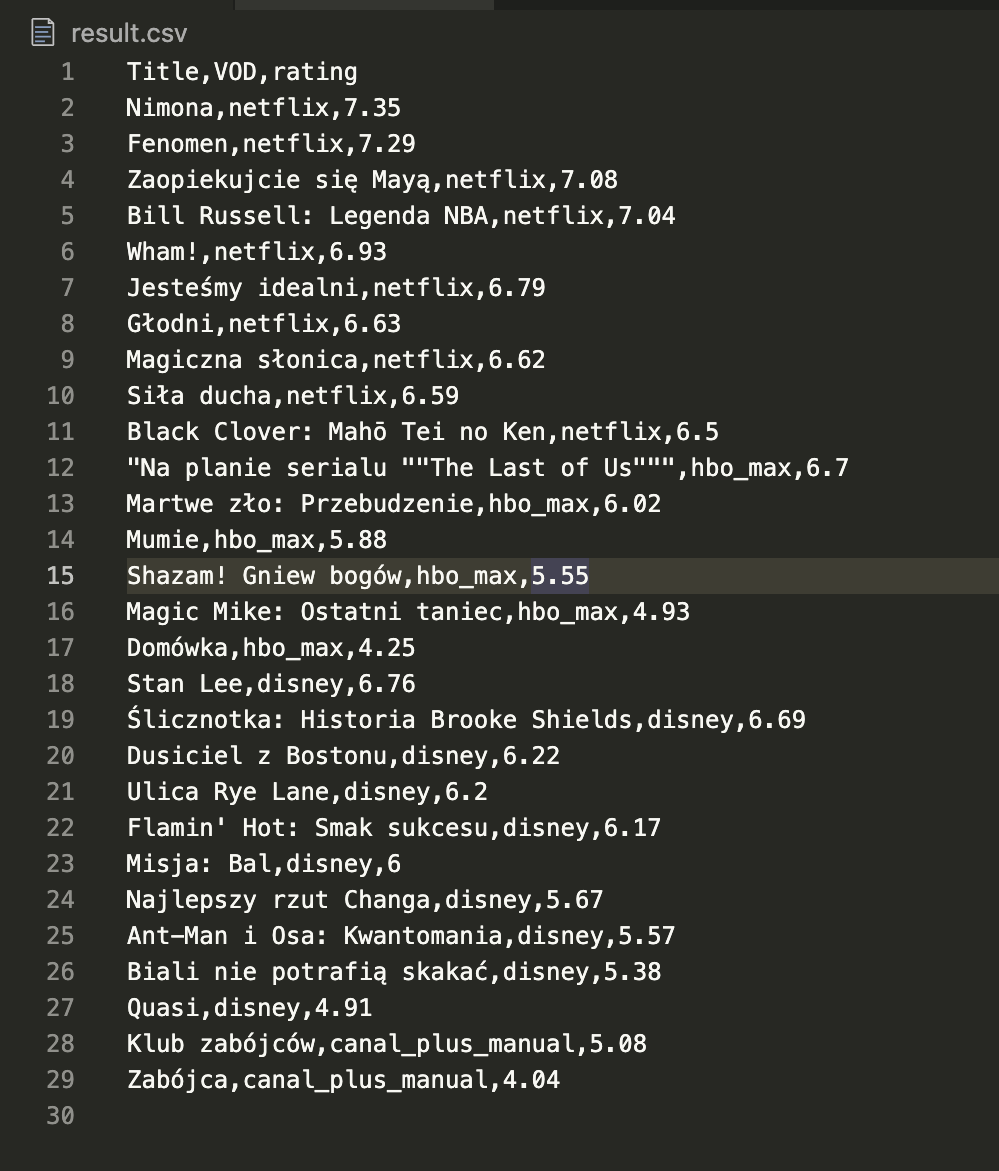 result.csv
1 Title,VOD,rating
2 Nimona,netflix,7.35
3 Fenomen,netflix,7.29
4 Zaopiekujcie się Mayą,netflix,7.08
5 Bill Russell: Legenda NBA,netflix,7.04
6 Wham!,netflix,6.93
7 Jesteśmy idealni,netflix,6.79
8 Głodni,netflix,6.63
9 Magiczna słonica,netflix,6.62
10 Siła ducha,netflix,6.59
11 Black Clover: Mahō Tei no Ken,netflix,6.5
12 "Na planie serialu ""The Last of Us""",hbo_max,6.7
13 Martwe zło: Przebudzenie,hbo_max,6.02
14 Mumie,hbo_max,5.88
15 Shazam! Gniew bogów,hbo_max,5.55
16 Magic Mike: Ostatni taniec,hbo_max,4.93
17 Domówka,hbo_max,4.25
18 Stan Lee,disney,6.76
19 Ślicznotka: Historia Brooke Shields,disney,6.69
20 Dusiciel z Bostonu,disney,6.22
21 Ulica Rye Lane,disney,6.2
22 Flamin' Hot: Smak sukcesu,disney,6.17
23 Misja: Bal,disney,6
24 Najlepszy rzut Changa,disney,5.67
25 Ant-Man i Osa: Kwantomania,disney,5.57
26 Biali nie potrafią skakać,disney,5.38
27 Quasi,disney,4.91
28 Klub zabójców,canal_plus_manual,5.08
29 Zabójca,canal_plus_manual,4.04
30